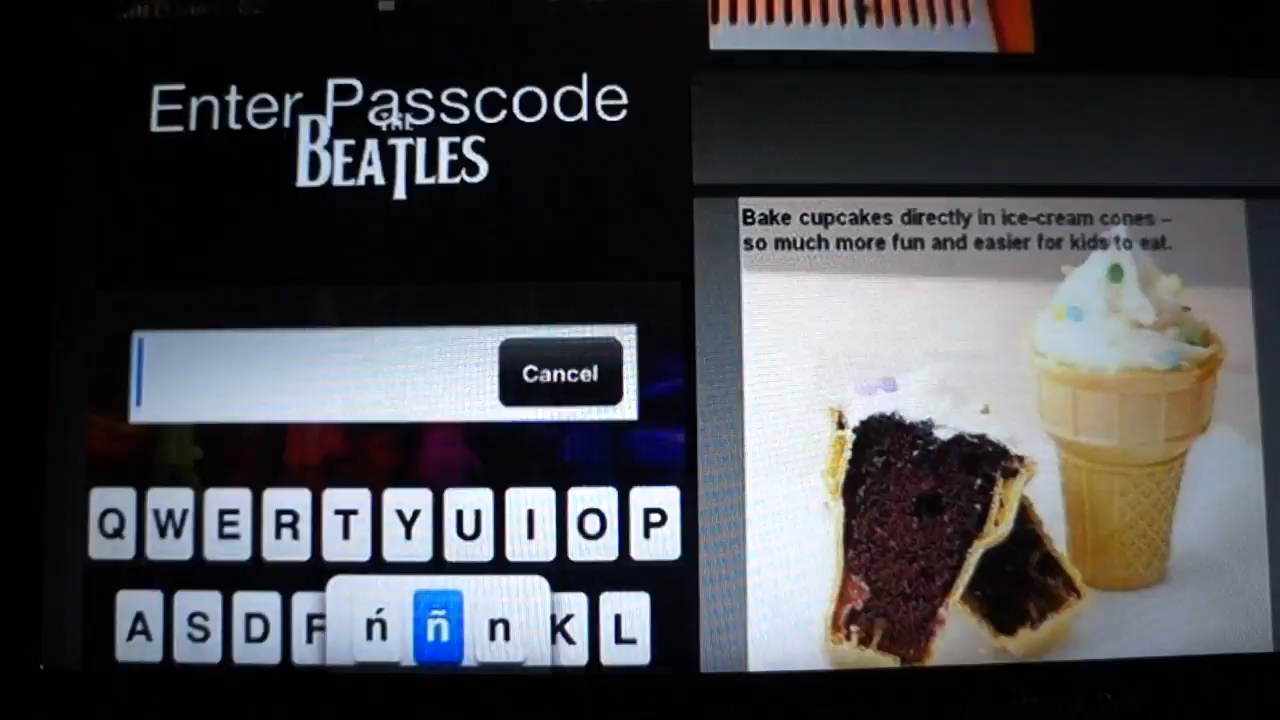 Enter Passcode
THE
BEATLES
Cancel
Q W E R T Y U I O P
A S D F ń ñ n K L
Bake cupcakes directly in ice-cream cones –
so much more fun and easier for kids to eat.